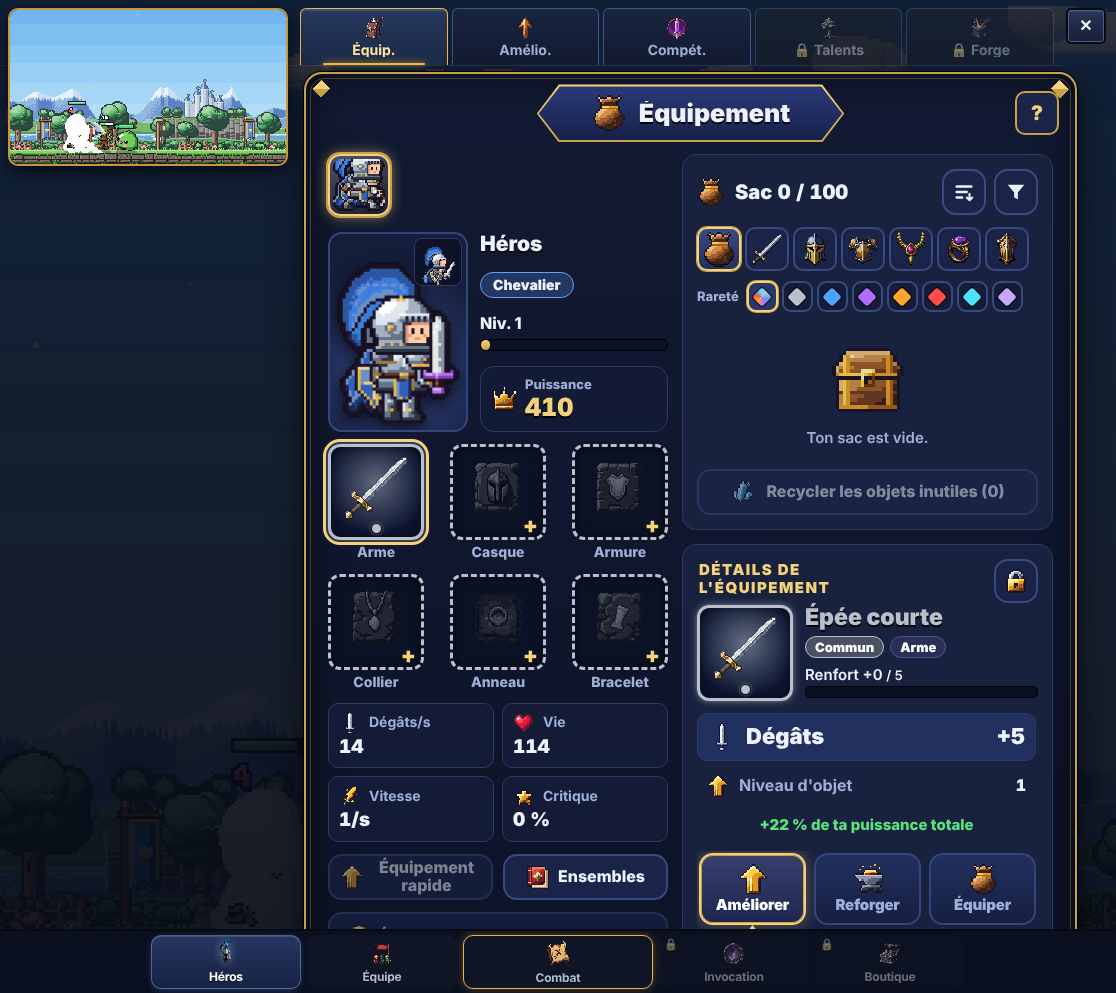 Équip.
Amélio.
Compét.
Talents
Forge
×
Équipement
?
Héros
Chevalier
Niv. 1
Puissance
410
Arme
Casque
Armure
Collier
Anneau
Bracelet
Dégâts/s
14
Vie
114
Vitesse
1/s
Critique
0 %
Équipement
rapide
Ensembles
Sac 0 / 100
Rareté
Ton sac est vide.
Recycler les objets inutiles (0)
DÉTAILS DE
L'ÉQUIPEMENT
Épée courte
Commun
Arme
Renfort +0 / 5
Dégâts
+5
Niveau d'objet
1
+22 % de ta puissance totale
Améliorer
Reforger
Équiper
Héros
Équipe
Combat
Invocation
Boutique